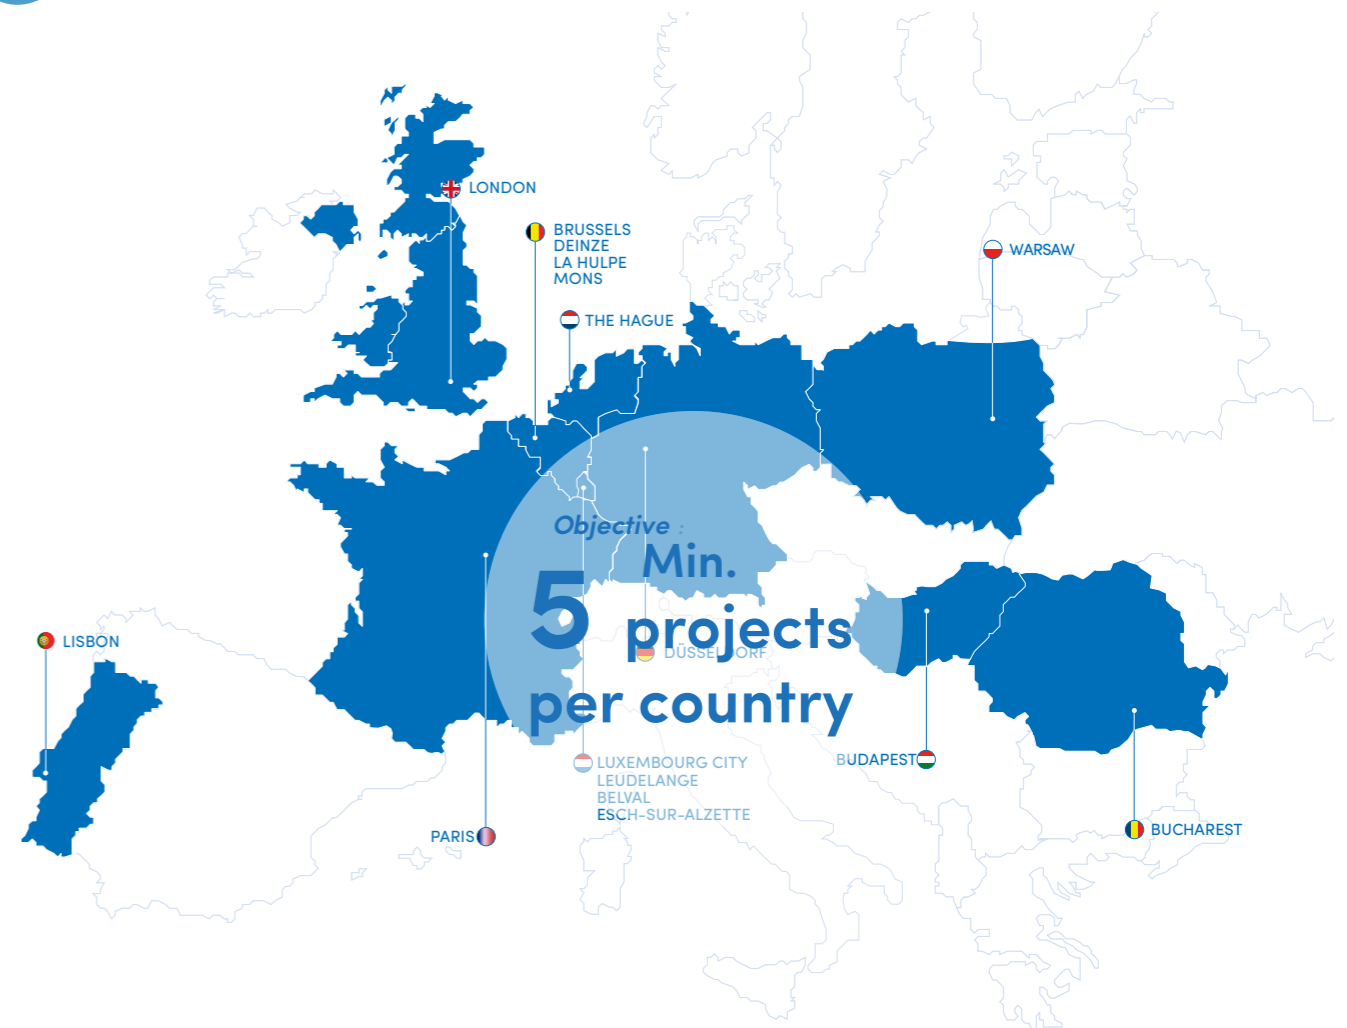 LONDON
BRUSSELS
DEINZE
LA HULPE
MONS
WARSAW
THE HAGUE
Objective :
Min.
5 projects
per country
LISBON
DÜSSELDORF
BUDAPEST
LUXEMBOURG CITY
LEUDELANGE
BELVAL
ESCH-SUR-ALZETTE
PARIS
BUCHAREST